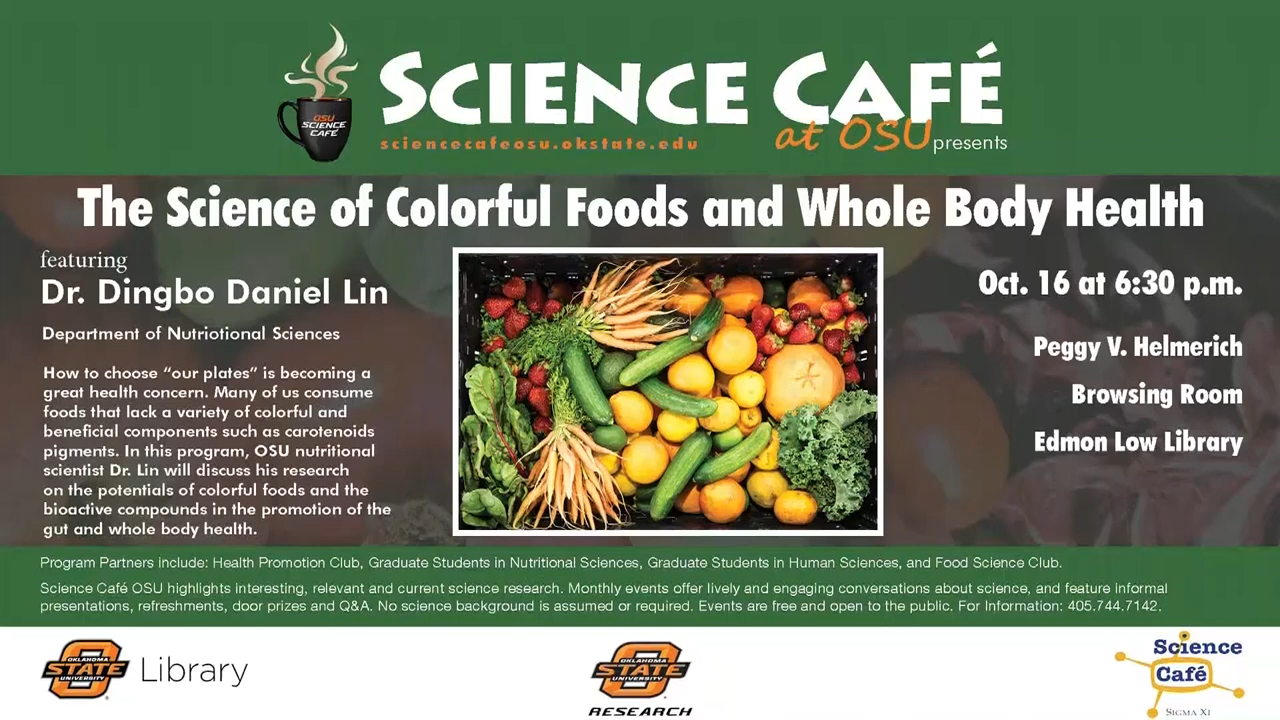 OSU
SCIENCE
CAFÉ
SCIENCE CAFÉ
sciencecafeosu.okstate.edu
at OSU presents
The Science of Colorful Foods and Whole Body Health
featuring
Dr. Dingbo Daniel Lin
Department of Nutriotional Sciences
How to choose “our plates” is becoming a
great health concern. Many of us consume
foods that lack a variety of colorful and
beneficial components such as carotenoids
pigments. In this program, OSU nutritional
scientist Dr. Lin will discuss his research
on the potentials of colorful foods and the
bioactive compounds in the promotion of the
gut and whole body health.
Oct. 16 at 6:30 p.m.
Peggy V. Helmerich
Browsing Room
Edmon Low Library
Program Partners include: Health Promotion Club, Graduate Students in Nutritional Sciences, Graduate Students in Human Sciences, and Food Science Club.
Science Café OSU highlights interesting, relevant and current science research. Monthly events offer lively and engaging conversations about science, and feature informal
presentations, refreshments, door prizes and Q&A. No science background is assumed or required. Events are free and open to the public. For Information: 405.744.7142.
OKLAHOMA
STATE
UNIVERSITY
Library
OKLAHOMA
STATE
UNIVERSITY
RESEARCH
Science
Café
SIGMA XI